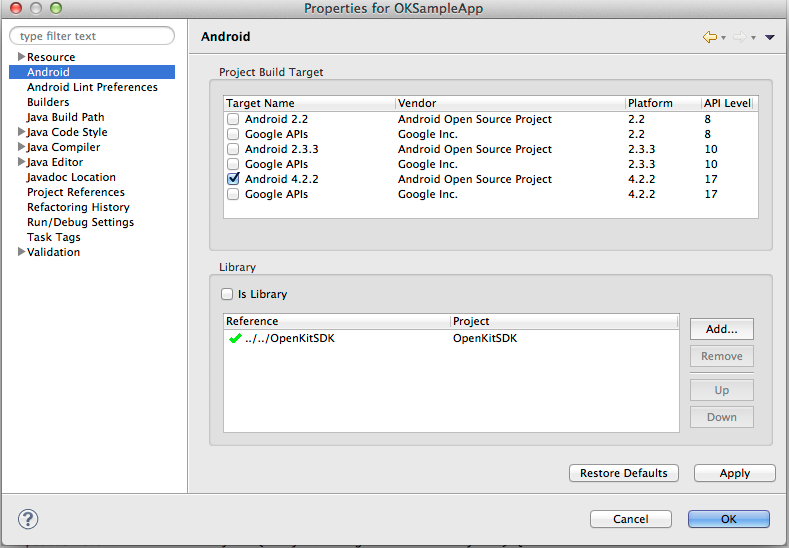 Properties for OKSampleApp
type filter text
Resource
Android
Android Lint Preferences
Builders
Java Build Path
Java Code Style
Java Compiler
Java Editor
Javadoc Location
Project References
Refactoring History
Run/Debug Settings
Task Tags
Validation
Android
Project Build Target
Target Name Vendor Platform API Level
Android 2.2 Android Open Source Project 2.2 8
Google APIs Google Inc. 2.2 8
Android 2.3.3 Android Open Source Project 2.3.3 10
Google APIs Google Inc. 2.3.3 10
Android 4.2.2 Android Open Source Project 4.2.2 17
Google APIs Google Inc. 4.2.2 17
Library
Is Library
Reference Project
../../OpenKitSDK OpenKitSDK
Add...
Remove
Up
Down
Restore Defaults Apply
? Cancel OK